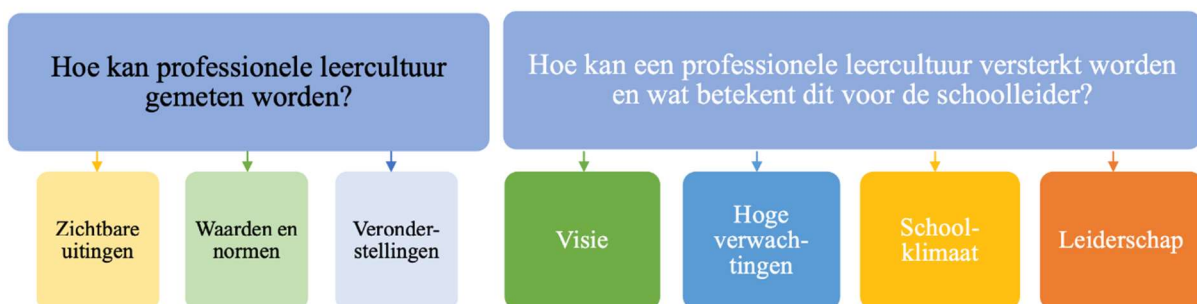 Hoe kan professionele leercultuur
gemeten worden?
Hoe kan een professionele leercultuur versterkt worden
en wat betekent dit voor de schoolleider?
Zichtbare
uitingen
Waarden en
normen
Veronder-
stellingen
Visie
Hoge
verwach-
tingen
School-
klimaat
Leiderschap